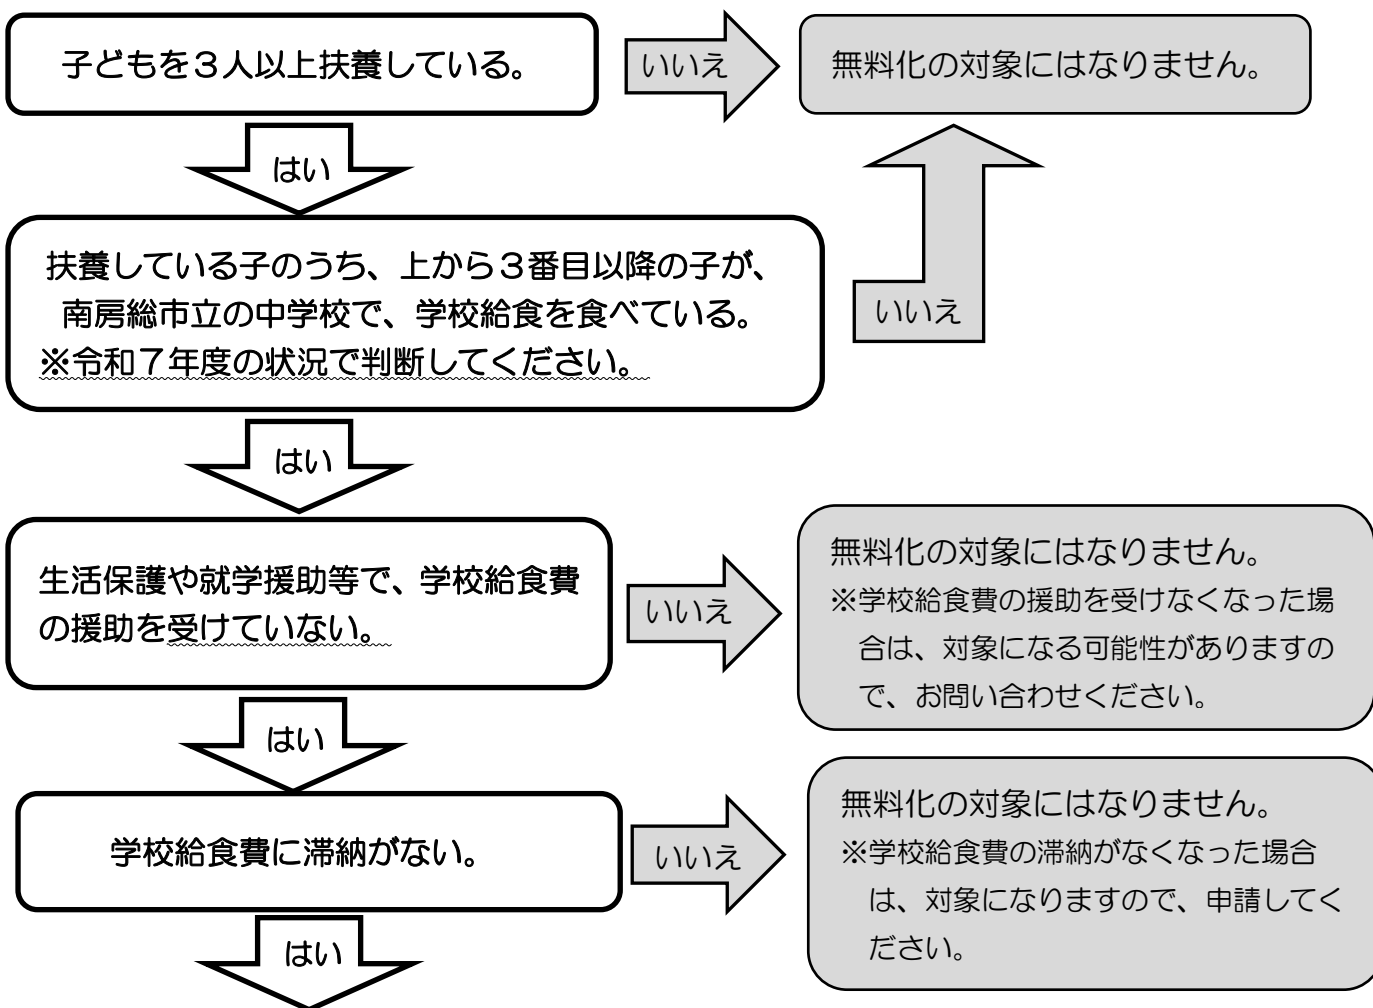 子どもを３人以上扶養している。
いいえ
無料化の対象にはなりません。
はい
扶養している子のうち、上から３番目以降の子が、
南房総市立の中学校で、学校給食を食べている。
※令和７年度の状況で判断してください。
いいえ
はい
生活保護や就学援助等で、学校給食費
の援助を受けていない。
いいえ
無料化の対象にはなりません。
※学校給食費の援助を受けなくなった場
合は、対象になる可能性がありますの
で、お問い合わせください。
はい
学校給食費に滞納がない。
いいえ
無料化の対象にはなりません。
※学校給食費の滞納がなくなった場合
は、対象になりますので、申請してく
ださい。
はい